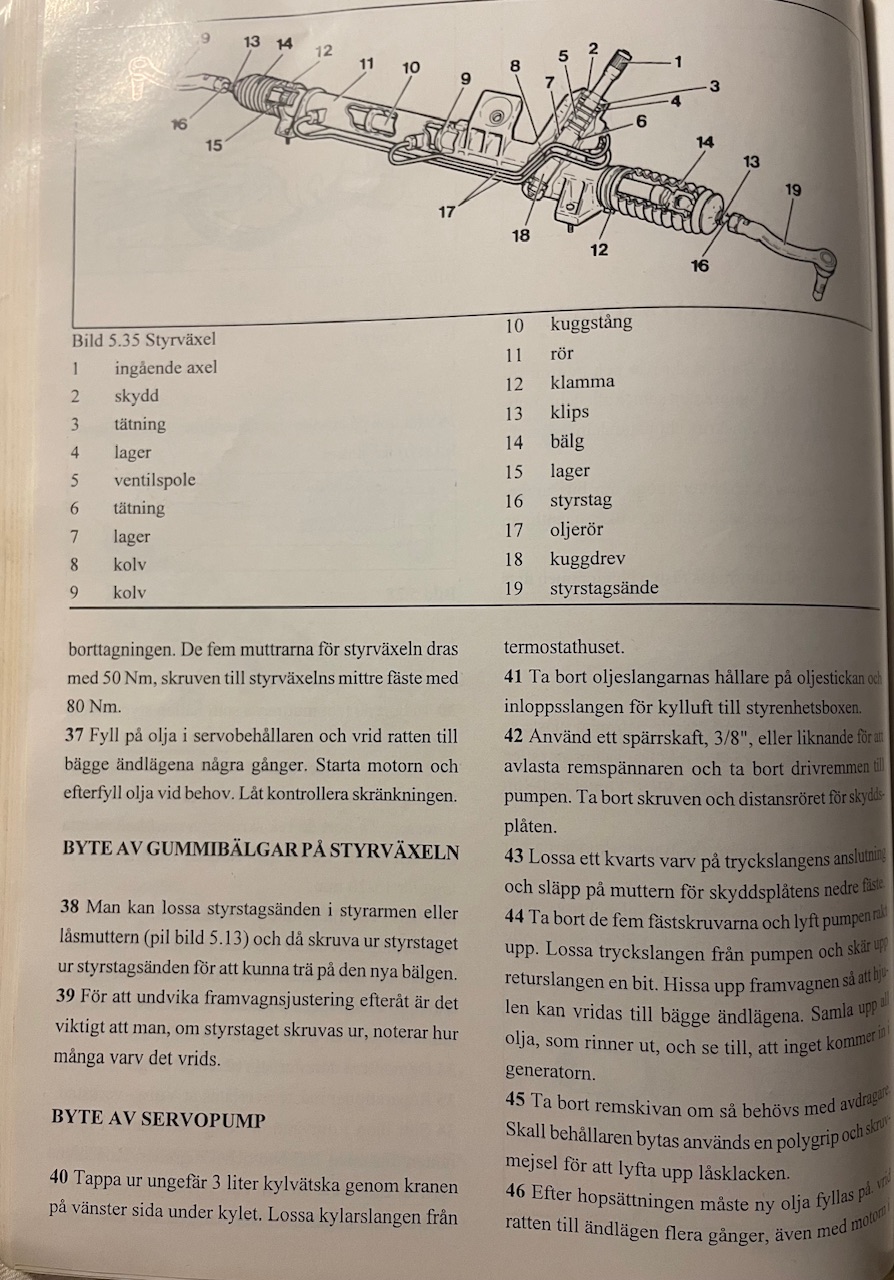 9
13
14
12
11
10
9
8
7
5
2
1
3
4
6
14
13
19
16
15
17
18
12
16
Bild 5.35 Styrväxel
1 ingående axel
2 skydd
3 tätning
4 lager
5 ventilspole
6 tätning
7 lager
8 kolv
9 kolv
10 kuggstång
11 rör
12 klamma
13 klips
14 bälg
15 lager
16 styrstag
17 oljerör
18 kuggdrev
19 styrstagsände
borttagningen. De fem muttrarna för styrväxeln dras
med 50 Nm, skruven till styrväxelns mittre fäste med
80 Nm.
37 Fyll på olja i servobehållaren och vrid ratten till
bägge ändlägena några gånger. Starta motorn och
efterfyll olja vid behov. Låt kontrollera skränkningen.
BYTE AV GUMMIBÄLGAR PÅ STYRVÄXELN
38 Man kan lossa styrstagsänden i styrarmen eller
låsmuttern (pil bild 5.13) och då skruva ur styrstaget
ur styrstagsänden för att kunna trä på den nya bälgen.
39 För att undvika framvagnsjustering efteråt är det
viktigt att man, om styrstaget skruvas ur, noterar hur
många varv det vrids.
BYTE AV SERVOPUMP
40 Tappa ur ungefär 3 liter kylvätska genom kranen
på vänster sida under kylet. Lossa kylarslangen från
termostathuset.
41 Ta bort oljeslangarnas hållare på oljestickan och
inloppsslangen för kylluft till styrenhetsboxen.
42 Använd ett spärrskaft, 3/8", eller liknande för att
avlasta remspännaren och ta bort drivremmen till
pumpen. Ta bort skruven och distansröret för skydds-
plåten.
43 Lossa ett kvarts varv på tryckslangens anslutning
och släpp på muttern för skyddsplåtens nedre fäste.
44 Ta bort de fem fästskruvarna och lyft pumpen rakt
upp. Lossa tryckslangen från pumpen och skär upp
returslangen en bit. Hissa upp framvagnen så att hju-
len kan vridas till bägge ändlägena. Samla upp all
olja, som rinner ut, och se till, att inget kommer in i
generatorn.
45 Ta bort remskivan om så behövs med avdragare.
Skall behållaren bytas används en polygrip och skruv-
mejsel för att lyfta upp låsklacken.
46 Efter hopsättningen måste ny olja fyllas på, vrid
ratten till ändlägen flera gånger, även med motorn